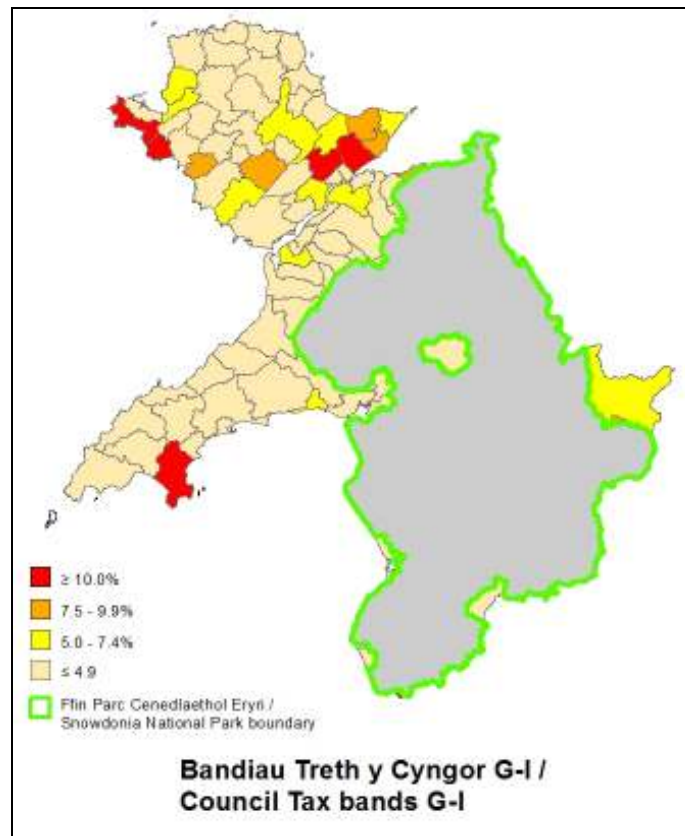 ≥ 10.0%
7.5 - 9.9%
5.0 - 7.4%
≤ 4.9
Ffin Parc Cenedlaethol Eryri /
Snowdonia National Park boundary
Bandiau Treth y Cyngor G-I /
Council Tax bands G-I